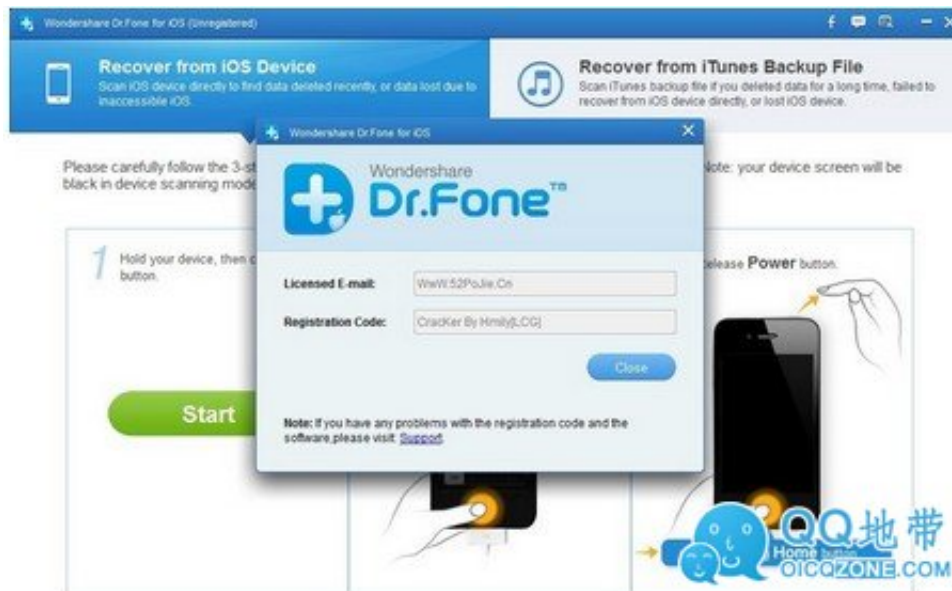 Wondershare Dr.Fone for iOS (Unregistered)
Recover from iOS Device
Scan iOS device directly to find data deleted recently, or data lost due to
inaccessible iOS.
Recover from iTunes Backup File
Scan iTunes backup file if you deleted data for a long time, failed to
recover from iOS device directly, or lost iOS device.
Please carefully follow the 3-st
Note: your device screen will be
black in device scanning mode
Wondershare Dr.Fone for iOS
Wondershare
Dr.Fone™
Licensed E-mail:
WwW.52PoJie.Cn
Registration Code:
CracKer By Hmily[LCG]
Close
Note: If you have any problems with the registration code and the
software,please visit: Support.
1
Hold your device, then c
button.
Start
release Power button.
Home button
QQ地带
OICQZONE.COM